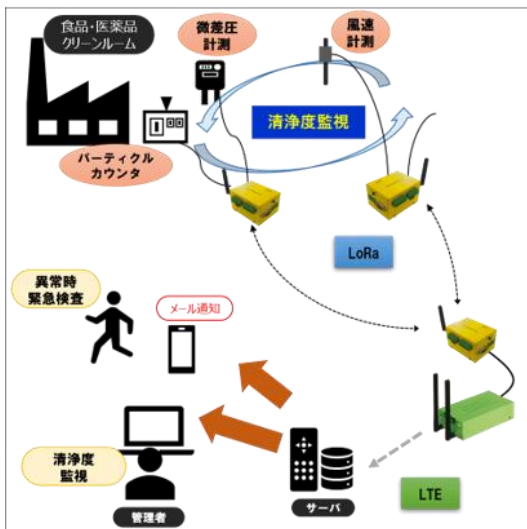 食品・医薬品
クリーンルーム
微差圧
計測
風速
計測
清浄度監視
パーティクル
カウンタ
LoRa
異常時
緊急検査
メール通知
清浄度
監視
管理者
サーバ
LTE